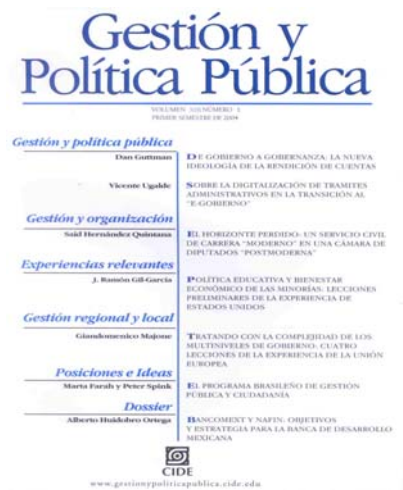 Gestión y
Política Pública
VOLUMEN XIII NÚMERO 1
PRIMER SEMESTRE DE 2004
Gestión y política pública
Dan Guttman
DE GOBIERNO A GOBERNANZA: LA NUEVA
IDEOLOGÍA DE LA RENDICIÓN DE CUENTAS
Vicente Ugalde
SOBRE LA DIGITALIZACIÓN DE TRAMITES
ADMINISTRATIVOS EN LA TRANSICIÓN AL
"E-GOBIERNO"
Gestión y organización
Said Hernández Quintana
EL HORIZONTE PERDIDO: UN SERVICIO CIVIL
DE CARRERA "MODERNO" EN UNA CÁMARA DE
DIPUTADOS "POSTMODERNA"
Experiencias relevantes
J. Ramón Gil-García
POLÍTICA EDUCATIVA Y BIENESTAR
ECONÓMICO DE LAS MINORÍAS: LECCIONES
PRELIMINARES DE LA EXPERIENCIA DE
ESTADOS UNIDOS
Gestión regional y local
Giandomenico Majone
TRATANDO CON LA COMPLEJIDAD DE LOS
MULTINIVELES DE GOBIERNO: CUATRO
LECCIONES DE LA EXPERIENCIA DE LA UNIÓN
EUROPEA
Posiciones e Ideas
Marta Farah y Peter Spink
EL PROGRAMA BRASILEÑO DE GESTIÓN
PÚBLICA Y CIUDADANÍA
Dossier
Alberto Huidobro Ortega
BANCOMEXT Y NAFIN: OBJETIVOS
Y ESTRATEGIA PARA LA BANCA DE DESARROLLO
MEXICANA
CIDE
www.gestionypoliticapublica.cide.edu